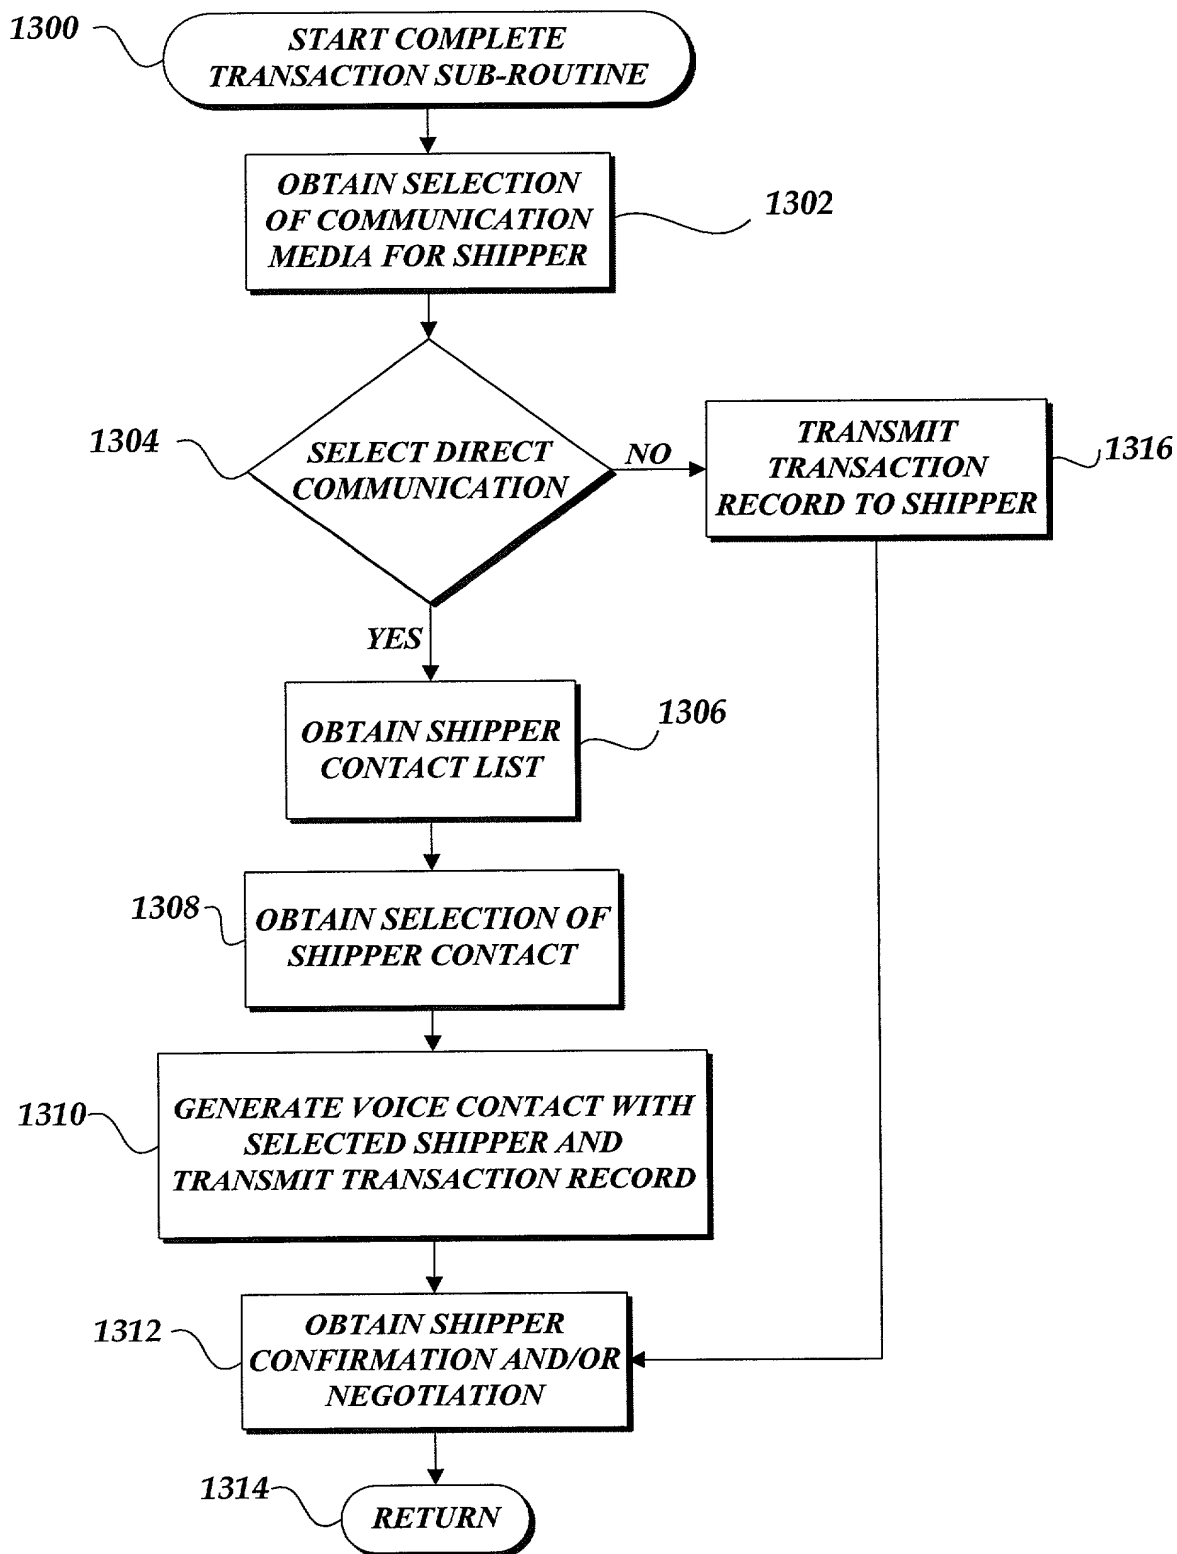 1300
START COMPLETE
TRANSACTION SUB-ROUTINE
OBTAIN SELECTION
OF COMMUNICATION
MEDIA FOR SHIPPER
1302
1304
SELECT DIRECT
COMMUNICATION
NO
TRANSMIT
TRANSACTION
RECORD TO SHIPPER
1316
YES
OBTAIN SHIPPER
CONTACT LIST
1306
1308
OBTAIN SELECTION OF
SHIPPER CONTACT
1310
GENERATE VOICE CONTACT WITH
SELECTED SHIPPER AND
TRANSMIT TRANSACTION RECORD
1312
OBTAIN SHIPPER
CONFIRMATION AND/OR
NEGOTIATION
1314
RETURN